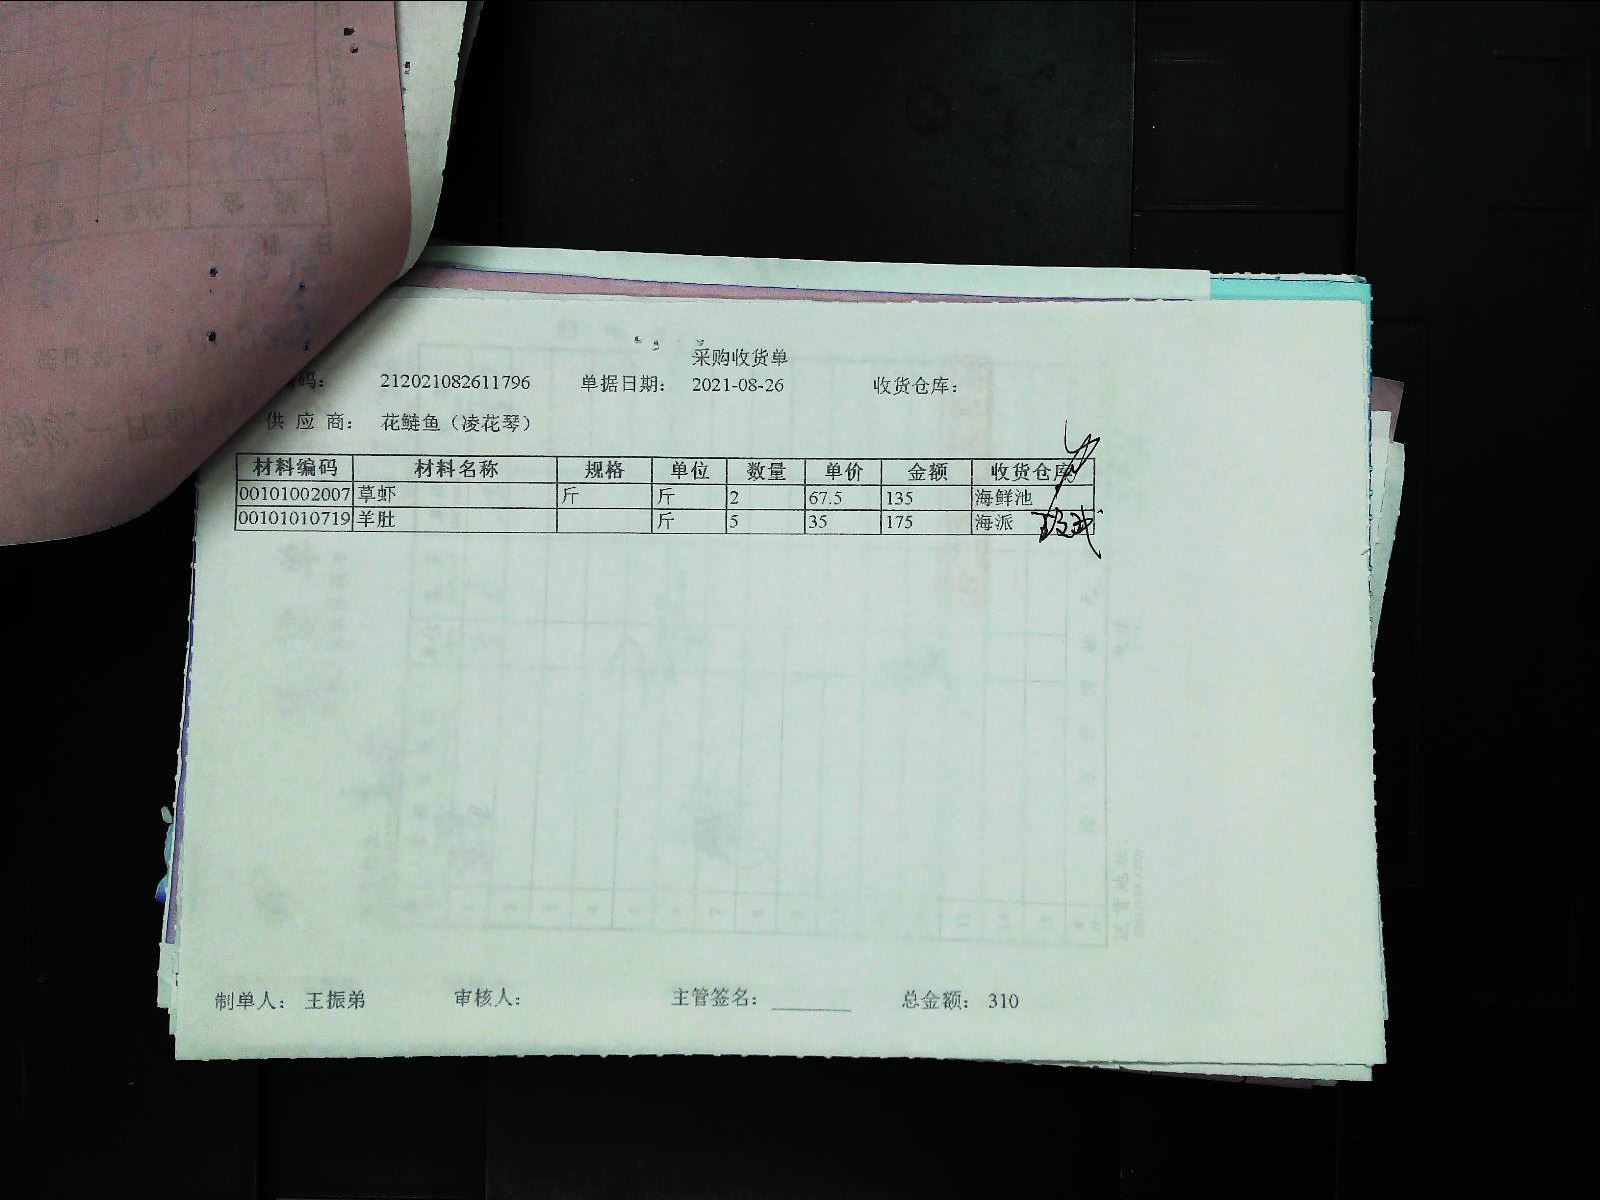 采购收货单
码： 212021082611796 单据日期： 2021-08-26 收货仓库：
供 应 商： 花鲢鱼（凌花琴）
材料编码 材料名称 规格 单位 数量 单价 金额 收货仓库
00101002007 草虾 斤 斤 2 67.5 135 海鲜池
00101010719 羊肚 斤 5 35 175 海派
制单人： 王振弟 审核人： 主管签名： 总金额： 310